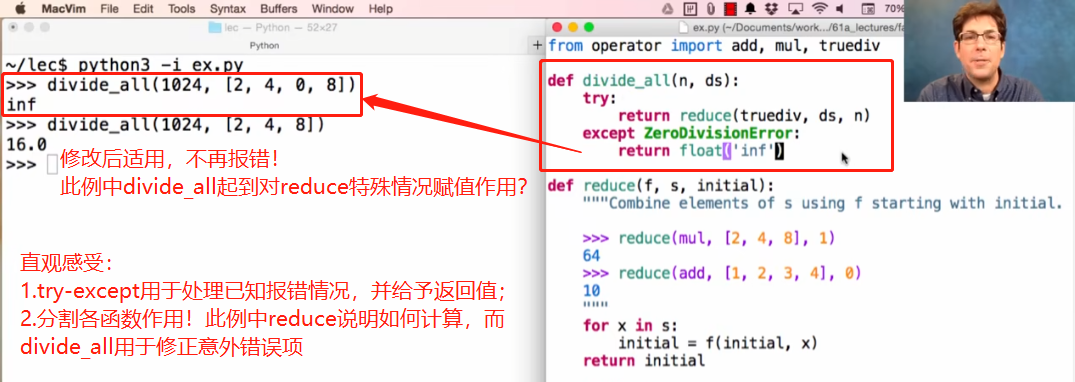 MacVim File Edit Tools Syntax Buffers Window Help 70%
lec — Python — 52×27
Python
~/lec$ python3 -i ex.py
>>> divide_all(1024, [2, 4, 0, 8])
inf
>>> divide_all(1024, [2, 4, 8])
16.0
>>>
修改后适用，不再报错！
此例中divide_all起到对reduce特殊情况赋值作用？
直观感受：
1.try-except用于处理已知报错情况，并给予返回值；
2.分割各函数作用！此例中reduce说明如何计算，而
divide_all用于修正意外错误项
ex.py (~/Documents/work.../61a_lectures/fa
from operator import add, mul, truediv
def divide_all(n, ds):
try:
return reduce(truediv, ds, n)
except ZeroDivisionError:
return float('inf')
def reduce(f, s, initial):
"""Combine elements of s using f starting with initial.
>>> reduce(mul, [2, 4, 8], 1)
64
>>> reduce(add, [1, 2, 3, 4], 0)
10
"""
for x in s:
initial = f(initial, x)
return initial